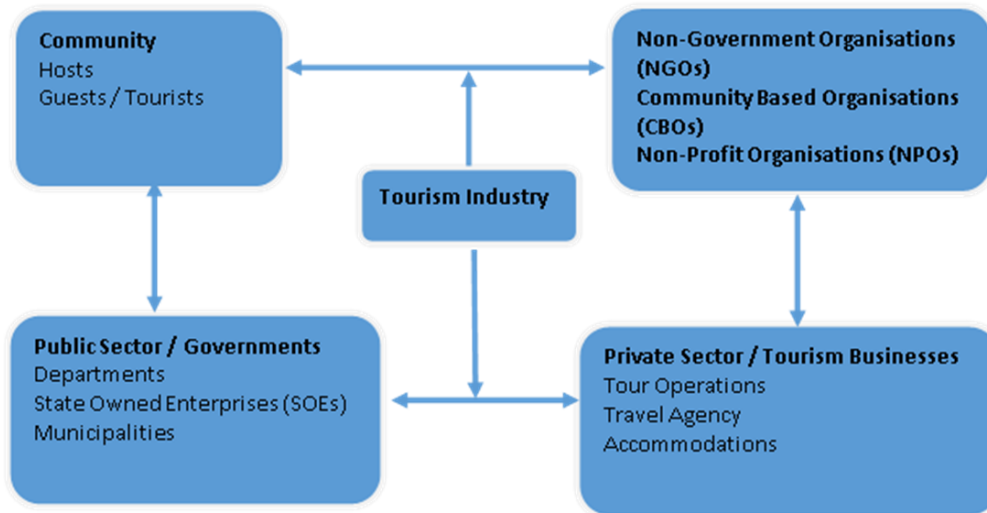 Community
Hosts
Guests / Tourists
Non-Government Organisations
(NGOs)
Community Based Organisations
(CBOs)
Non-Profit Organisations (NPOs)
Tourism Industry
Public Sector / Governments
Departments
State Owned Enterprises (SOEs)
Municipalities
Private Sector / Tourism Businesses
Tour Operations
Travel Agency
Accommodations